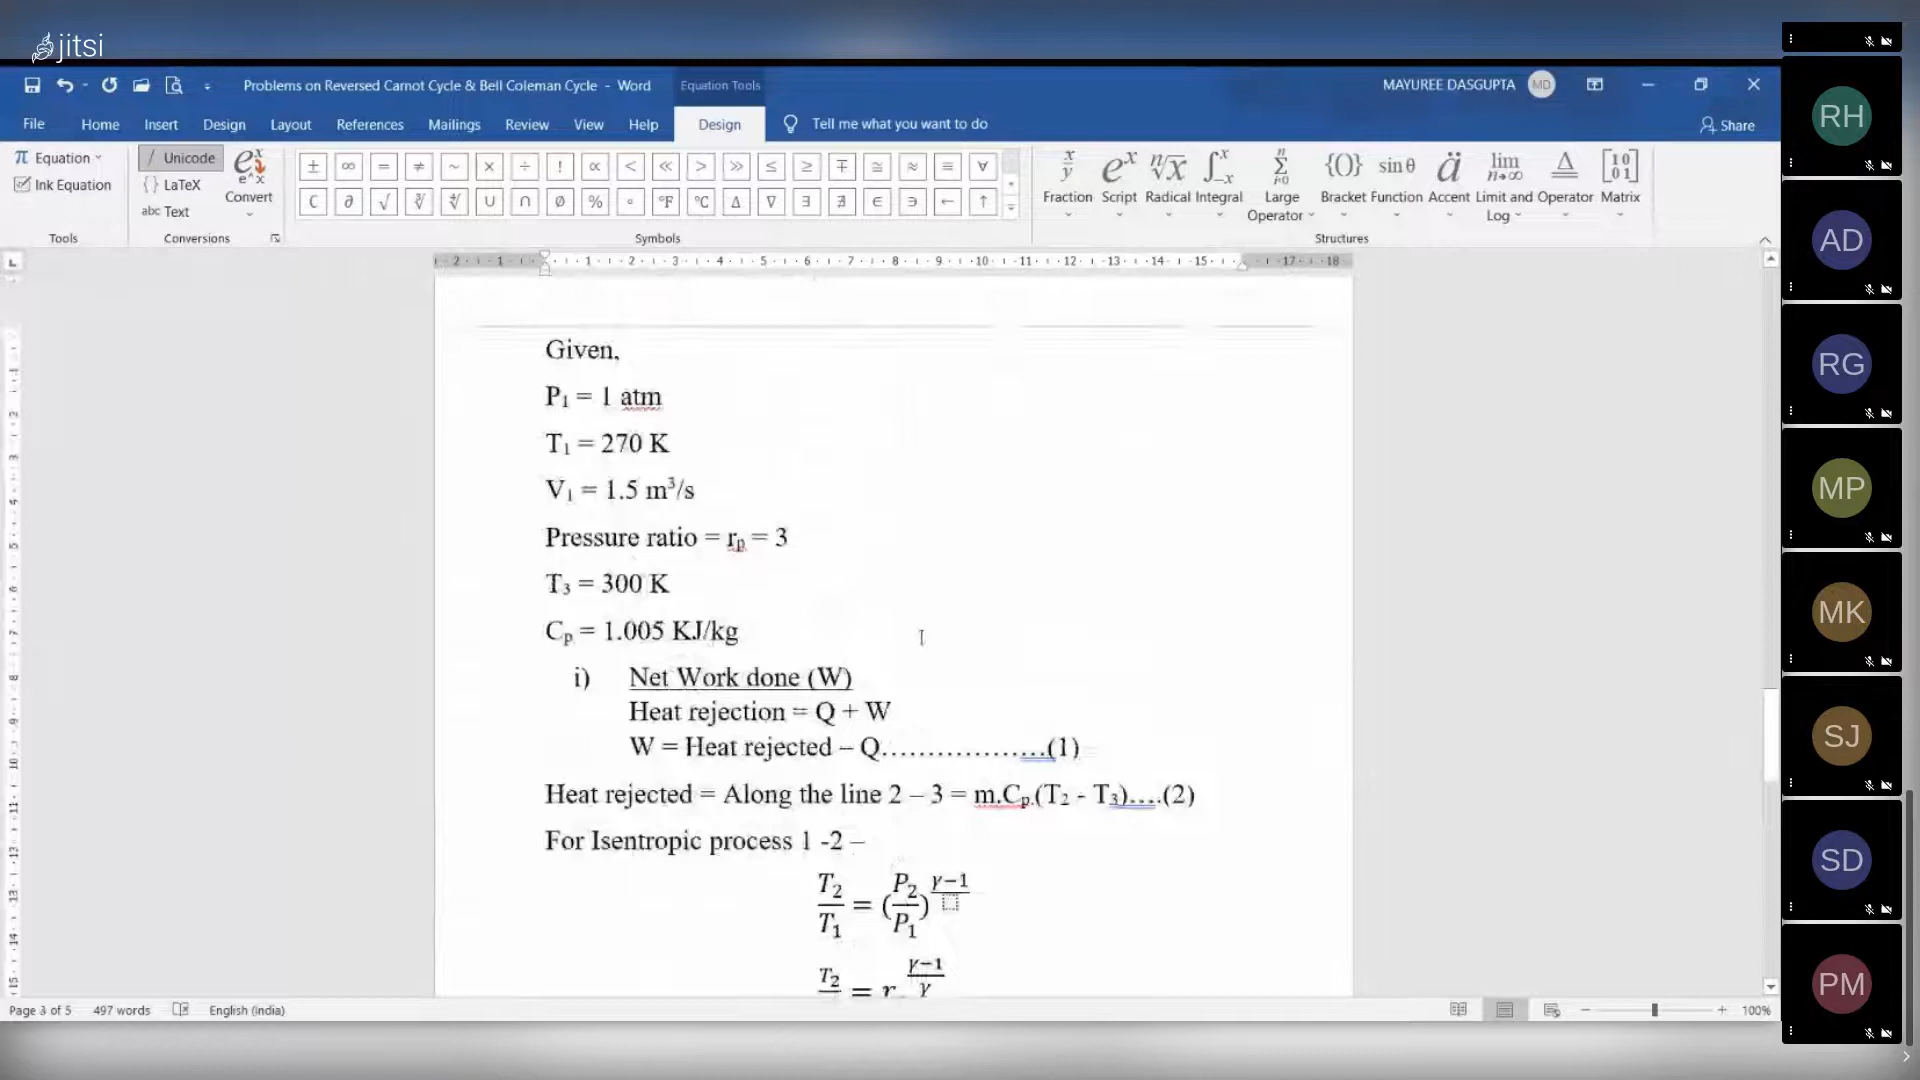 jitsi
Problems on Reversed Carnot Cycle & Bell Coleman Cycle - Word
Equation Tools
MAYUREE DASGUPTA
MD
File Home Insert Design Layout References Mailings Review View Help Design Tell me what you want to do Share
π Equation
Ink Equation
Tools
/ Unicode
{} LaTeX
abc Text
Convert
Conversions
± ∞ = ≠ ~ × ÷ ! ∝ < ≪ > ≫ ≤ ≥ ∓ ≅ ≈ ≡ ∀
∁ ∂ √ ∛ ∜ ∪ ∩ ∅ % ° °F °C ∆ ∇ ∃ ∄ ∈ ∋ ← ↑
Symbols
Fraction Script Radical Integral Large Operator Bracket Function Accent Limit and Log Operator Matrix
Structures
Given,
P₁ = 1 atm
T₁ = 270 K
V₁ = 1.5 m³/s
Pressure ratio = rₚ = 3
T₃ = 300 K
Cₚ = 1.005 KJ/kg
i) Net Work done (W)
Heat rejection = Q + W
W = Heat rejected – Q………………..(1)
Heat rejected = Along the line 2 – 3 = m.Cₚ.(T₂ - T₃)….(2)
For Isentropic process 1 -2 –
T₂/T₁ = (P₂/P₁)^(γ−1)/
T₂ = r (γ−1)/γ
Page 3 of 5 497 words English (India) 100%
RH
AD
RG
MP
MK
SJ
SD
PM